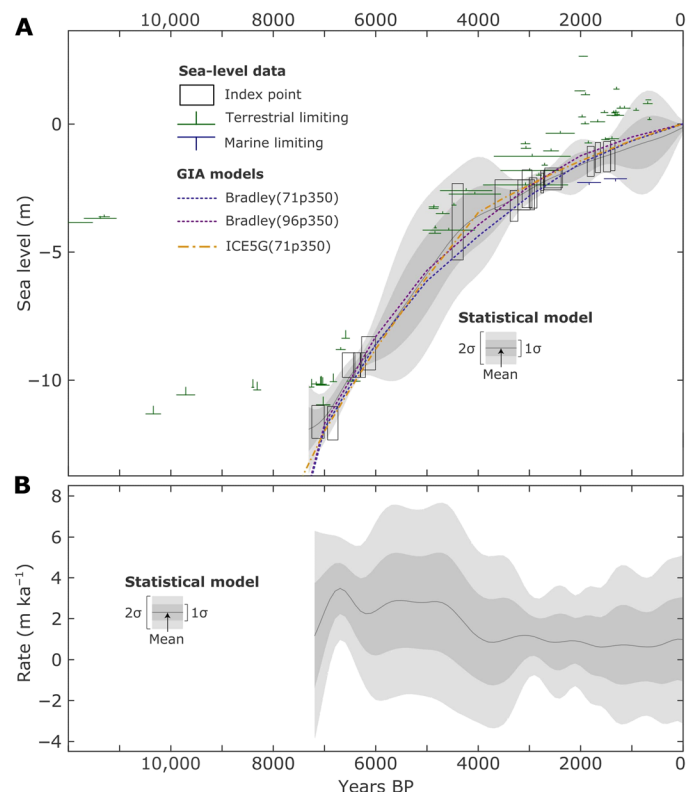 A
10,000 8000 6000 4000 2000 0
Sea-level data
Index point
Terrestrial limiting
Marine limiting
GIA models
Bradley(71p350)
Bradley(96p350)
ICE5G(71p350)
0
−5
−10
Sea level (m)
Statistical model
2σ 1σ
Mean
B
8
6
4
2
0
−2
−4
Rate (m ka⁻¹)
Statistical model
2σ 1σ
Mean
10,000 8000 6000 4000 2000 0
Years BP